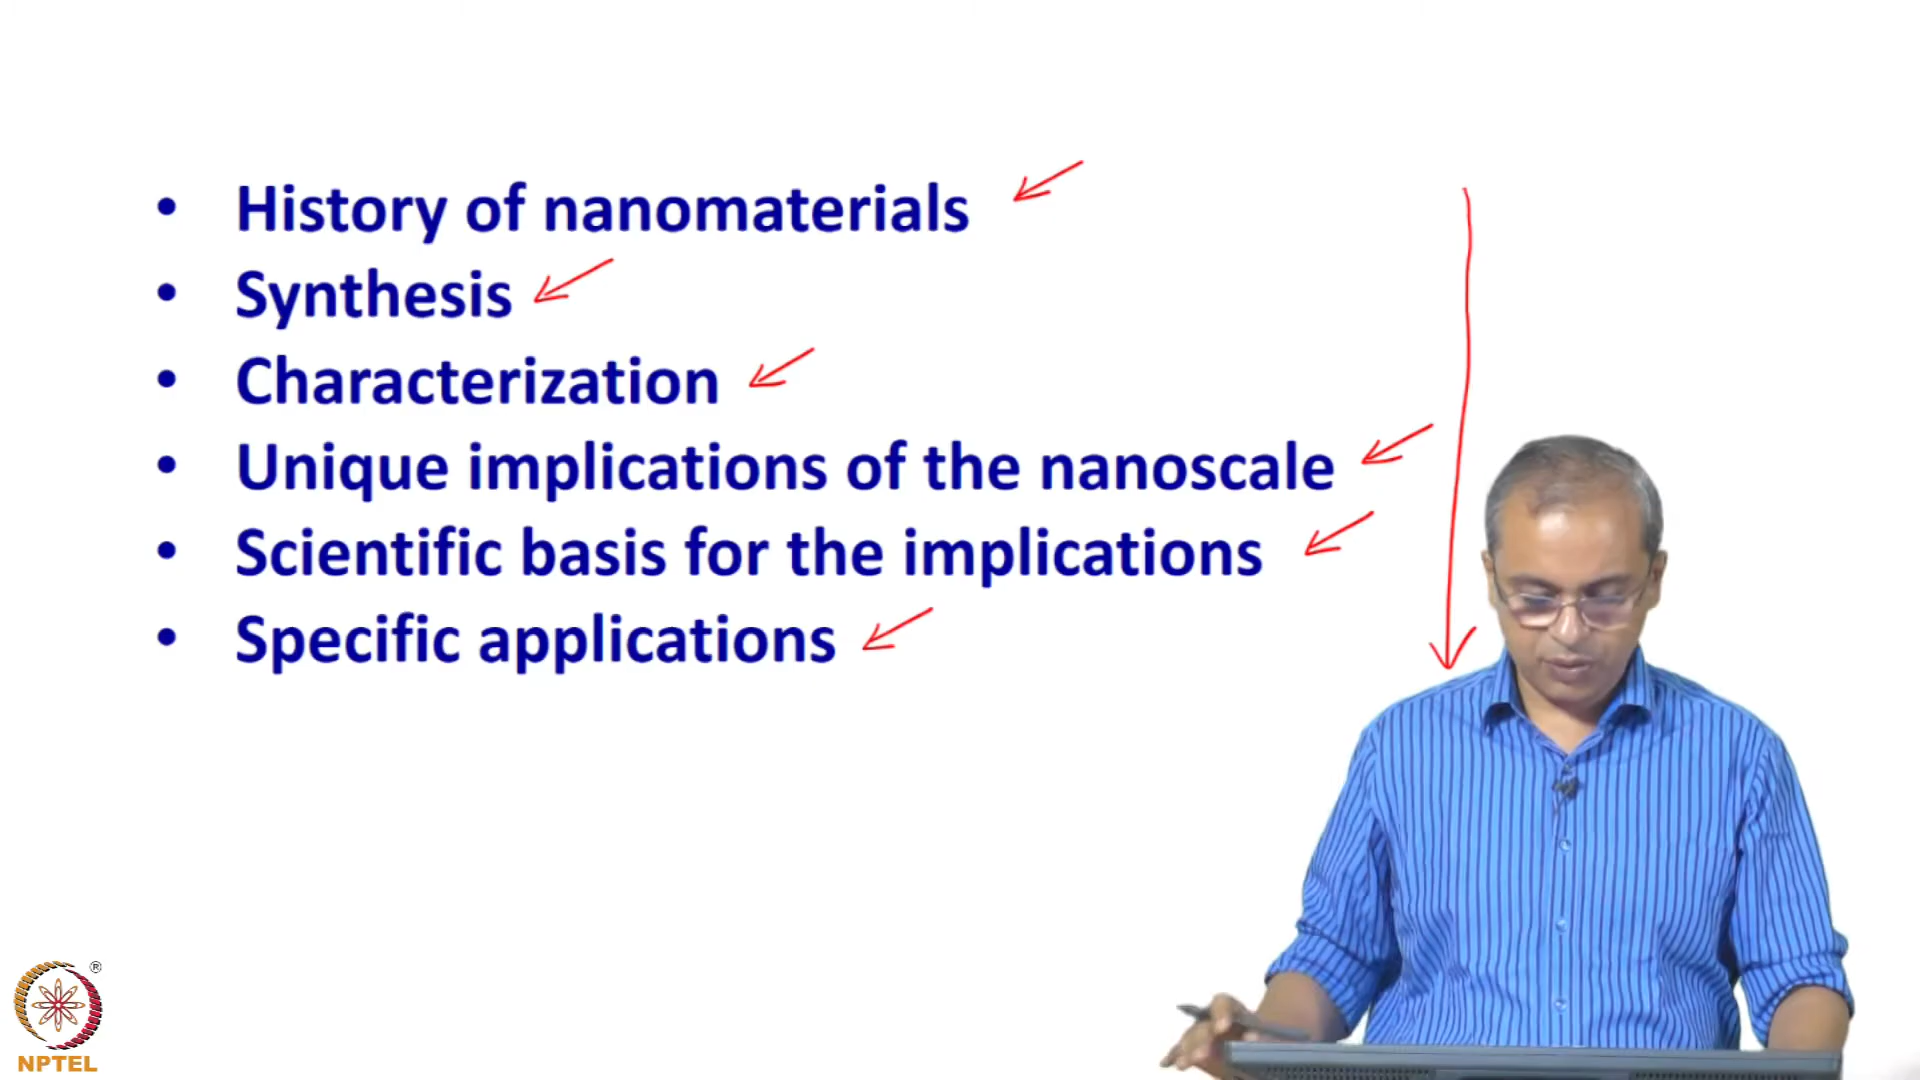 • History of nanomaterials
• Synthesis
• Characterization
• Unique implications of the nanoscale
• Scientific basis for the implications
• Specific applications
®
NPTEL